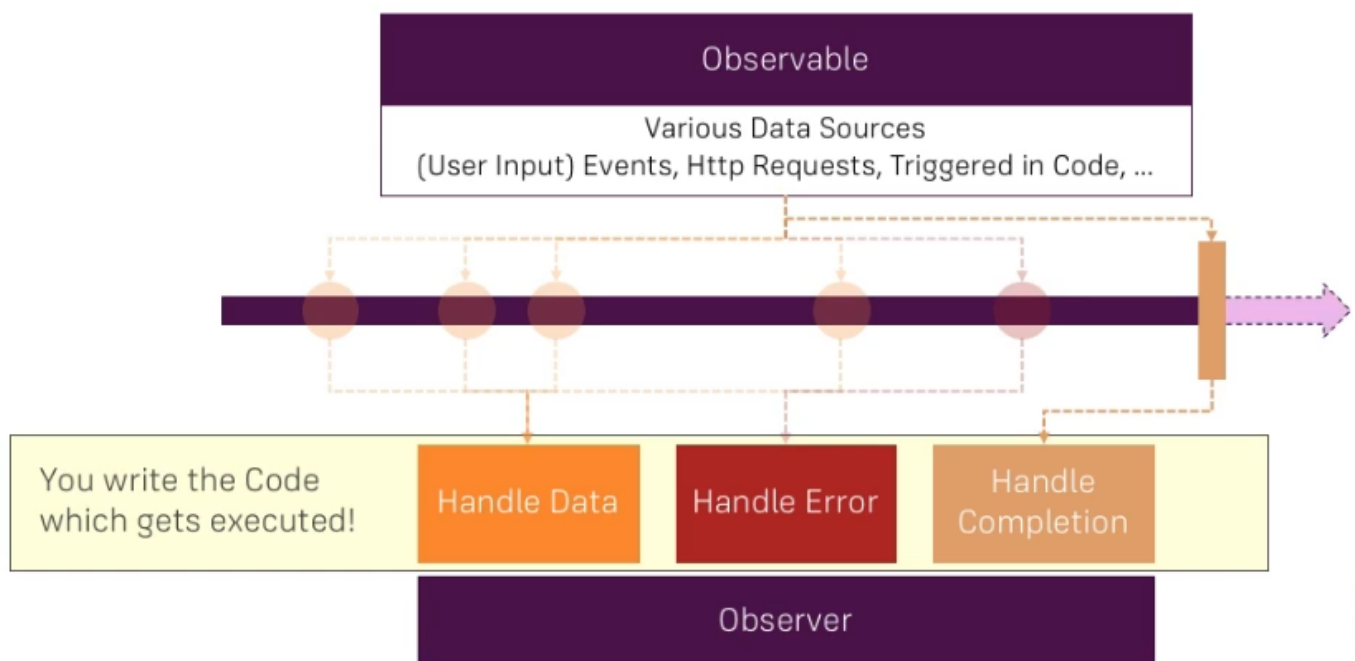 Observable
Various Data Sources
(User Input) Events, Http Requests, Triggered in Code, ...
You write the Code
which gets executed!
Handle Data
Handle Error
Handle
Completion
Observer